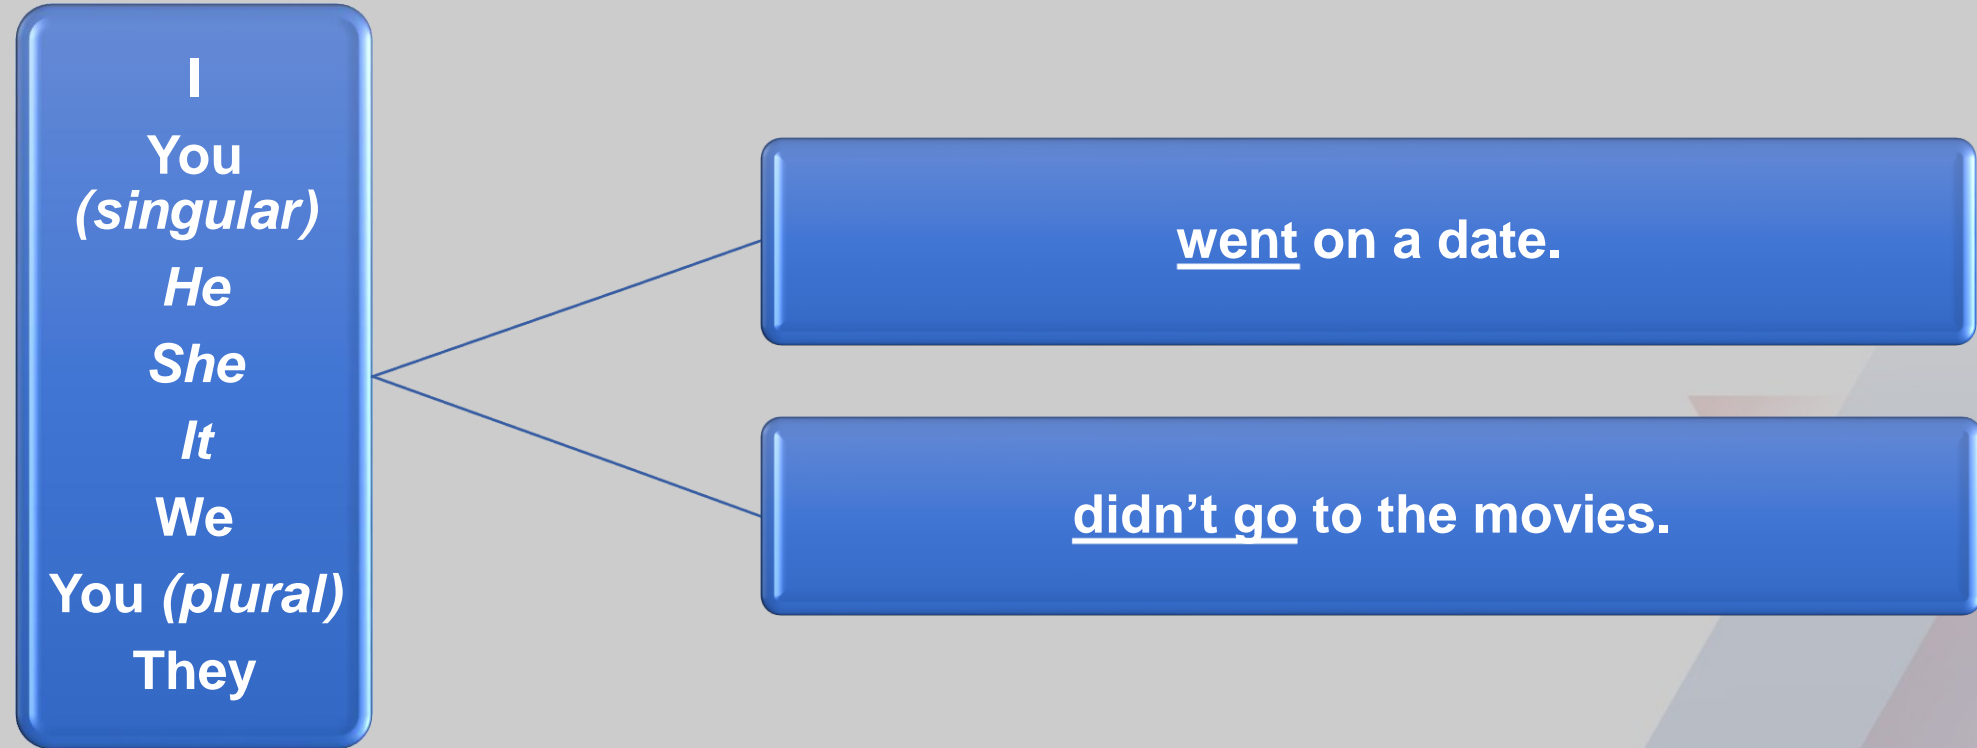 I
You
(singular)
He
She
It
We
You (plural)
They
went on a date.
didn’t go to the movies.